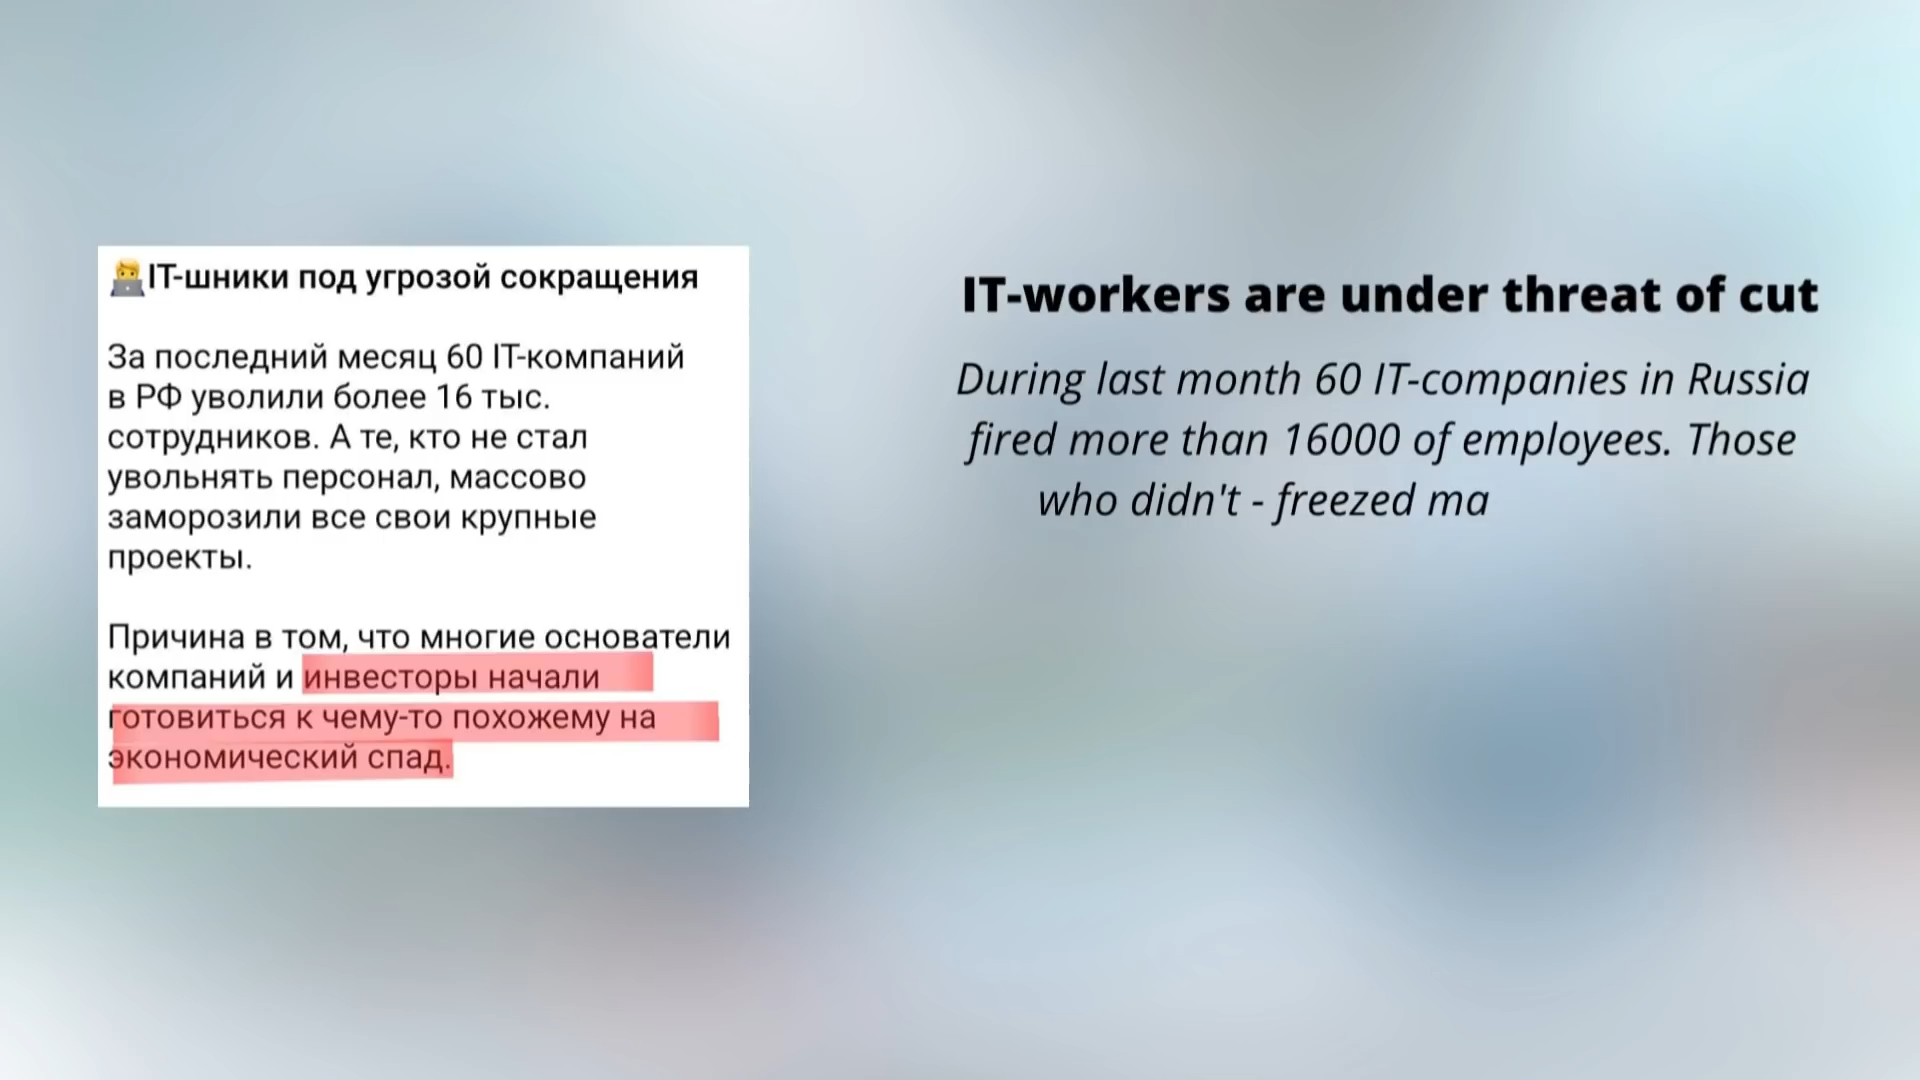 👨‍💻IT-шники под угрозой сокращения
За последний месяц 60 IT-компаний
в РФ уволили более 16 тыс.
сотрудников. А те, кто не стал
увольнять персонал, массово
заморозили все свои крупные
проекты.
Причина в том, что многие основатели
компаний и инвесторы начали
готовиться к чему-то похожему на
экономический спад.
IT-workers are under threat of cut
During last month 60 IT-companies in Russia
fired more than 16000 of employees. Those
who didn't - freezed ma